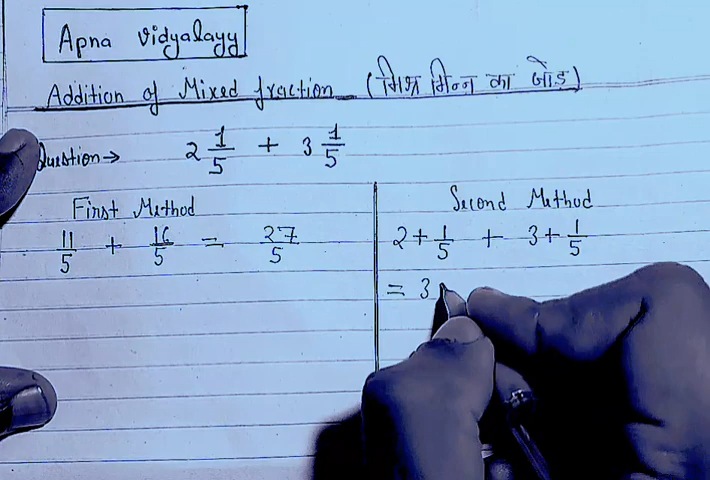 Apna Vidyalayy
Addition of Mixed fraction (मिश्र भिन्न का जोड़)
Question → 2 1/5 + 3 1/5
First Method
11/5 + 16/5 = 27/5
Second Method
2 + 1/5 + 3 + 1/5
= 3